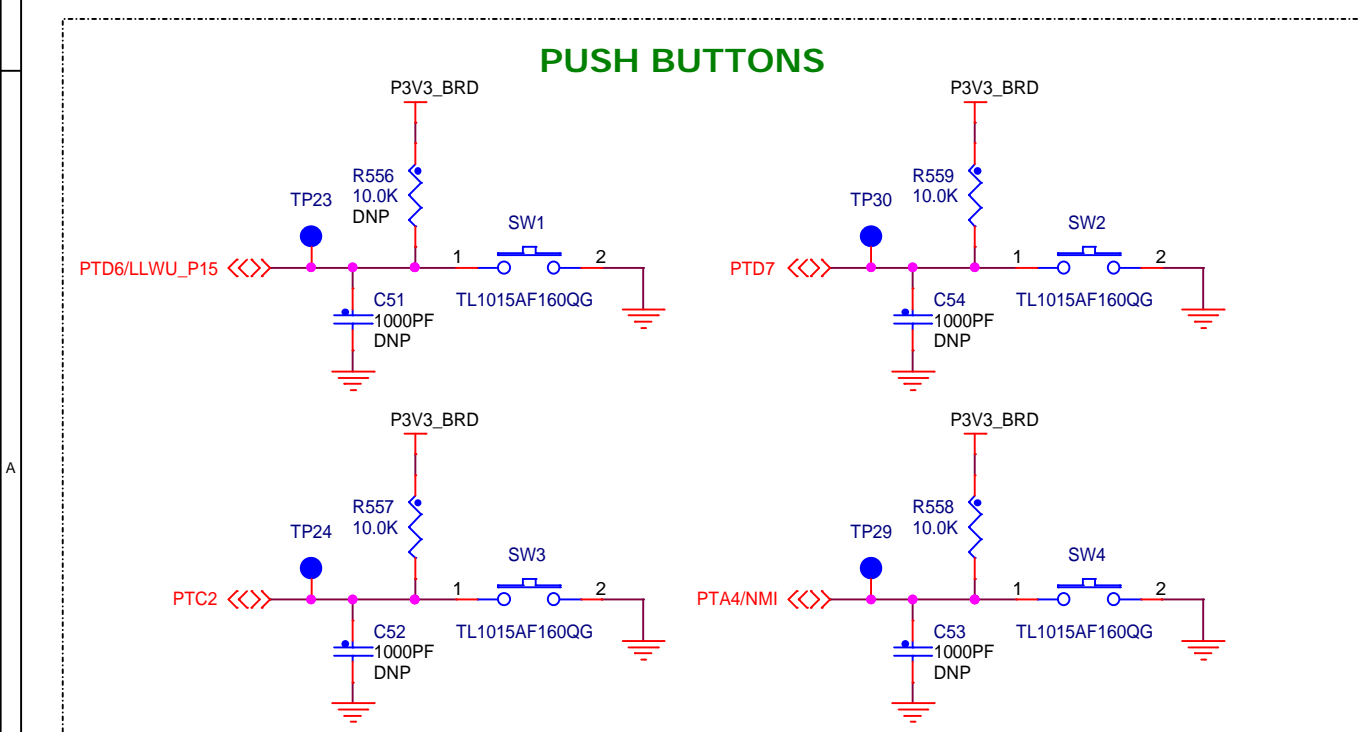 PUSH BUTTONS
P3V3_BRD
R556
10.0K
DNP
TP23
SW1
PTD6/LLWU_P15
1
2
C51
1000PF
DNP
TL1015AF160QG
P3V3_BRD
R559
10.0K
TP30
SW2
PTD7
1
2
C54
1000PF
DNP
TL1015AF160QG
A
P3V3_BRD
R557
10.0K
TP24
SW3
PTC2
1
2
C52
1000PF
DNP
TL1015AF160QG
P3V3_BRD
R558
10.0K
TP29
SW4
PTA4/NMI
1
2
C53
1000PF
DNP
TL1015AF160QG